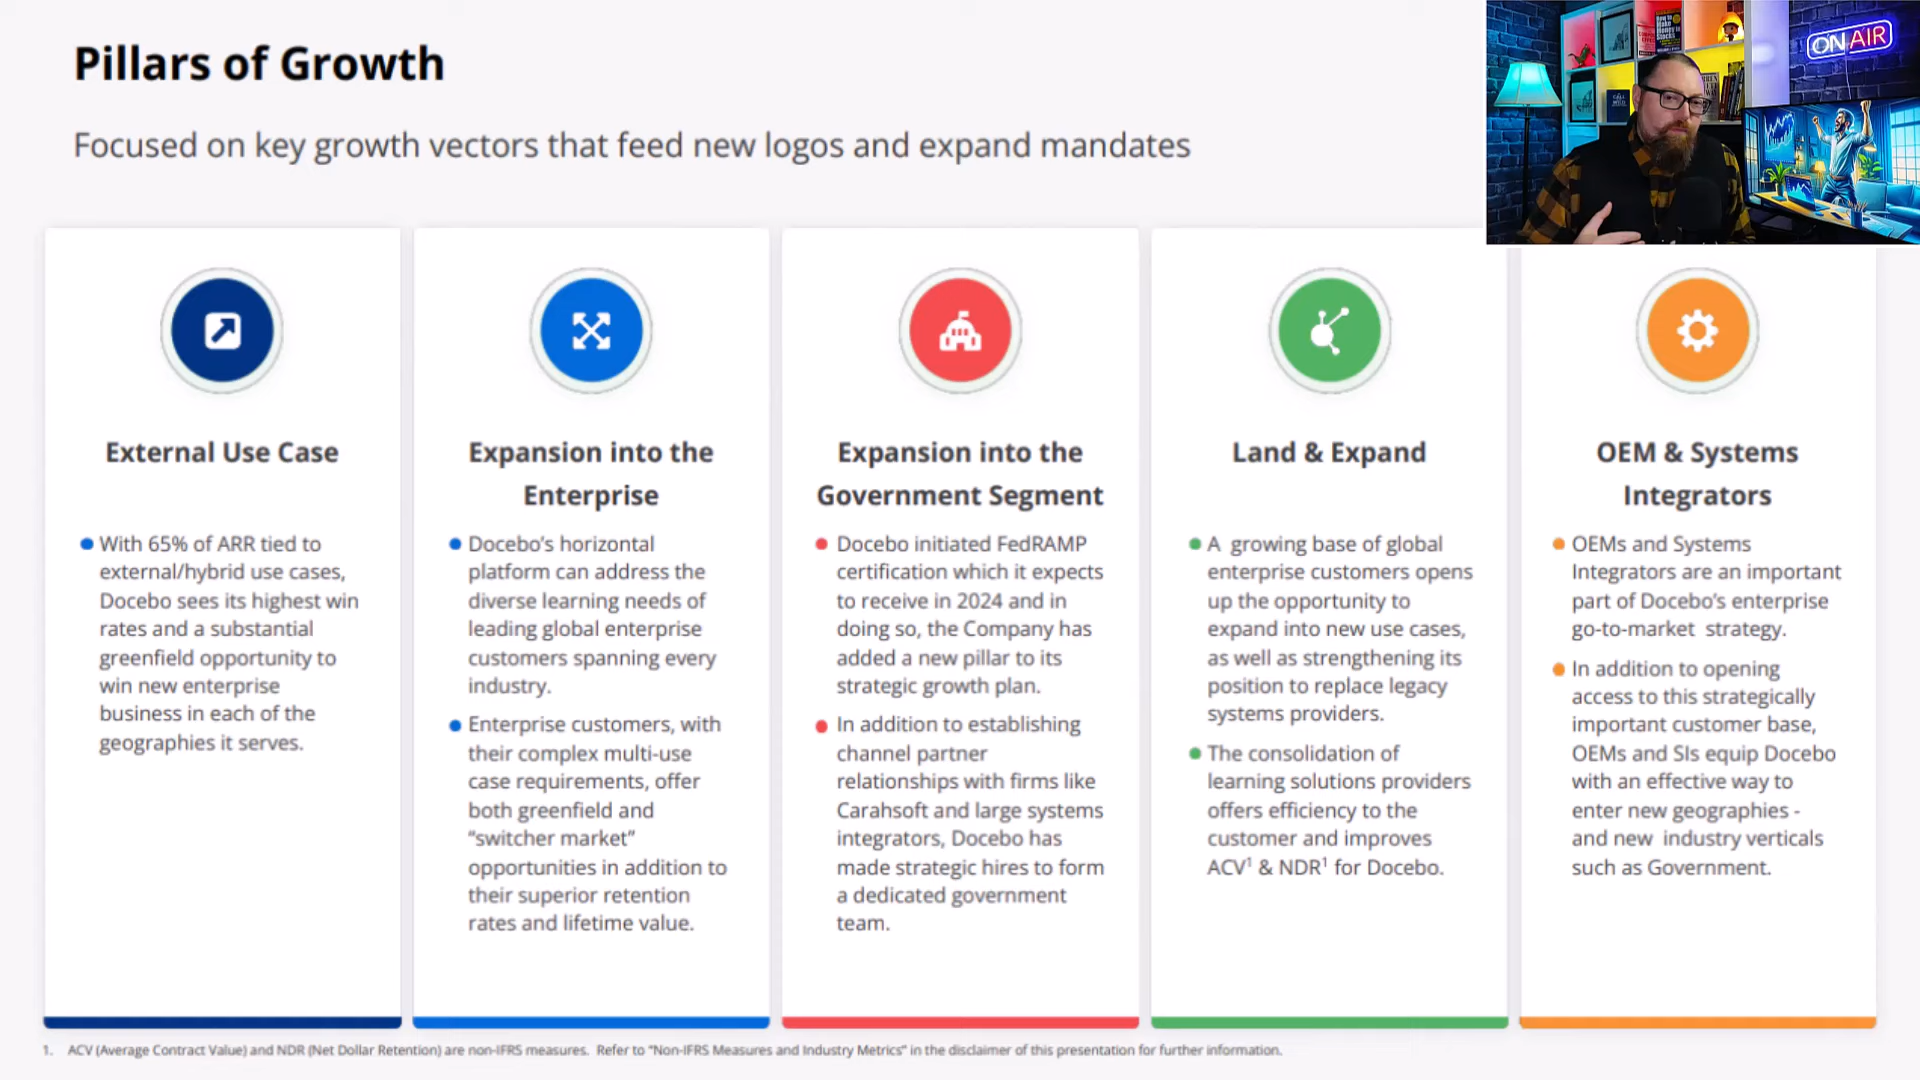 Pillars of Growth
Focused on key growth vectors that feed new logos and expand mandates
ON AIR
External Use Case
With 65% of ARR tied to
external/hybrid use cases,
Docebo sees its highest win
rates and a substantial
greenfield opportunity to
win new enterprise
business in each of the
geographies it serves.
Expansion into the
Enterprise
Docebo's horizontal
platform can address the
diverse learning needs of
leading global enterprise
customers spanning every
industry.
Enterprise customers, with
their complex multi-use
case requirements, offer
both greenfield and
“switcher market”
opportunities in addition to
their superior retention
rates and lifetime value.
Expansion into the
Government Segment
Docebo initiated FedRAMP
certification which it expects
to receive in 2024 and in
doing so, the Company has
added a new pillar to its
strategic growth plan.
In addition to establishing
channel partner
relationships with firms like
Carahsoft and large systems
integrators, Docebo has
made strategic hires to form
a dedicated government
team.
Land & Expand
A growing base of global
enterprise customers opens
up the opportunity to
expand into new use cases,
as well as strengthening its
position to replace legacy
systems providers.
The consolidation of
learning solutions providers
offers efficiency to the
customer and improves
ACV¹ & NDR¹ for Docebo.
OEM & Systems
Integrators
OEMs and Systems
Integrators are an important
part of Docebo's enterprise
go-to-market strategy.
In addition to opening
access to this strategically
important customer base,
OEMs and SIs equip Docebo
with an effective way to
enter new geographies -
and new industry verticals
such as Government.
1. ACV (Average Contract Value) and NDR (Net Dollar Retention) are non-IFRS measures. Refer to “Non-IFRS Measures and Industry Metrics” in the disclaimer of this presentation for further information.